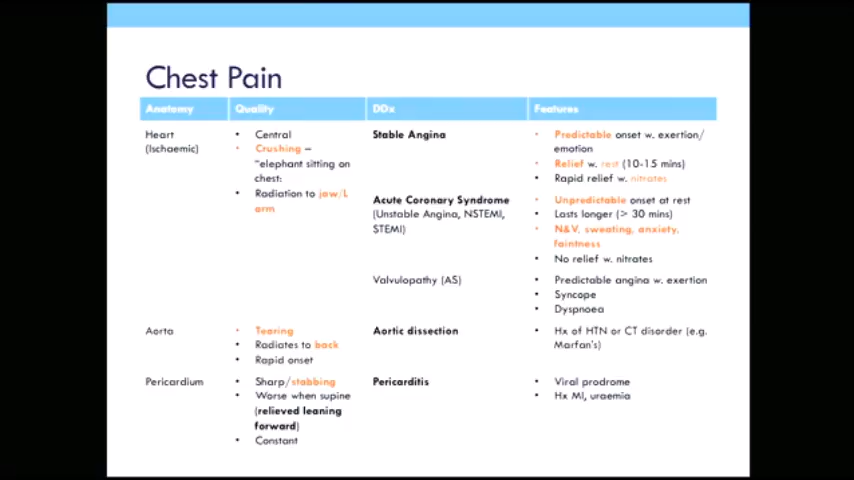 Chest Pain
Anatomy Quality DDx Features
Heart
(Ischaemic)
• Central
• Crushing –
"elephant sitting on
chest:
• Radiation to jaw/L
arm
Stable Angina
• Predictable onset w. exertion/
emotion
• Relief w. rest (10-15 mins)
• Rapid relief w. nitrates
Acute Coronary Syndrome
(Unstable Angina, NSTEMI,
STEMI)
• Unpredictable onset at rest
• Lasts longer (> 30 mins)
• N&V, sweating, anxiety,
faintness
• No relief w. nitrates
Valvulopathy (AS)
• Predictable angina w. exertion
• Syncope
• Dyspnoea
Aorta
• Tearing
• Radiates to back
• Rapid onset
Aortic dissection
• Hx of HTN or CT disorder (e.g.
Marfan's)
Pericardium
• Sharp/stabbing
• Worse when supine
(relieved leaning
forward)
• Constant
Pericarditis
• Viral prodrome
• Hx MI, uraemia